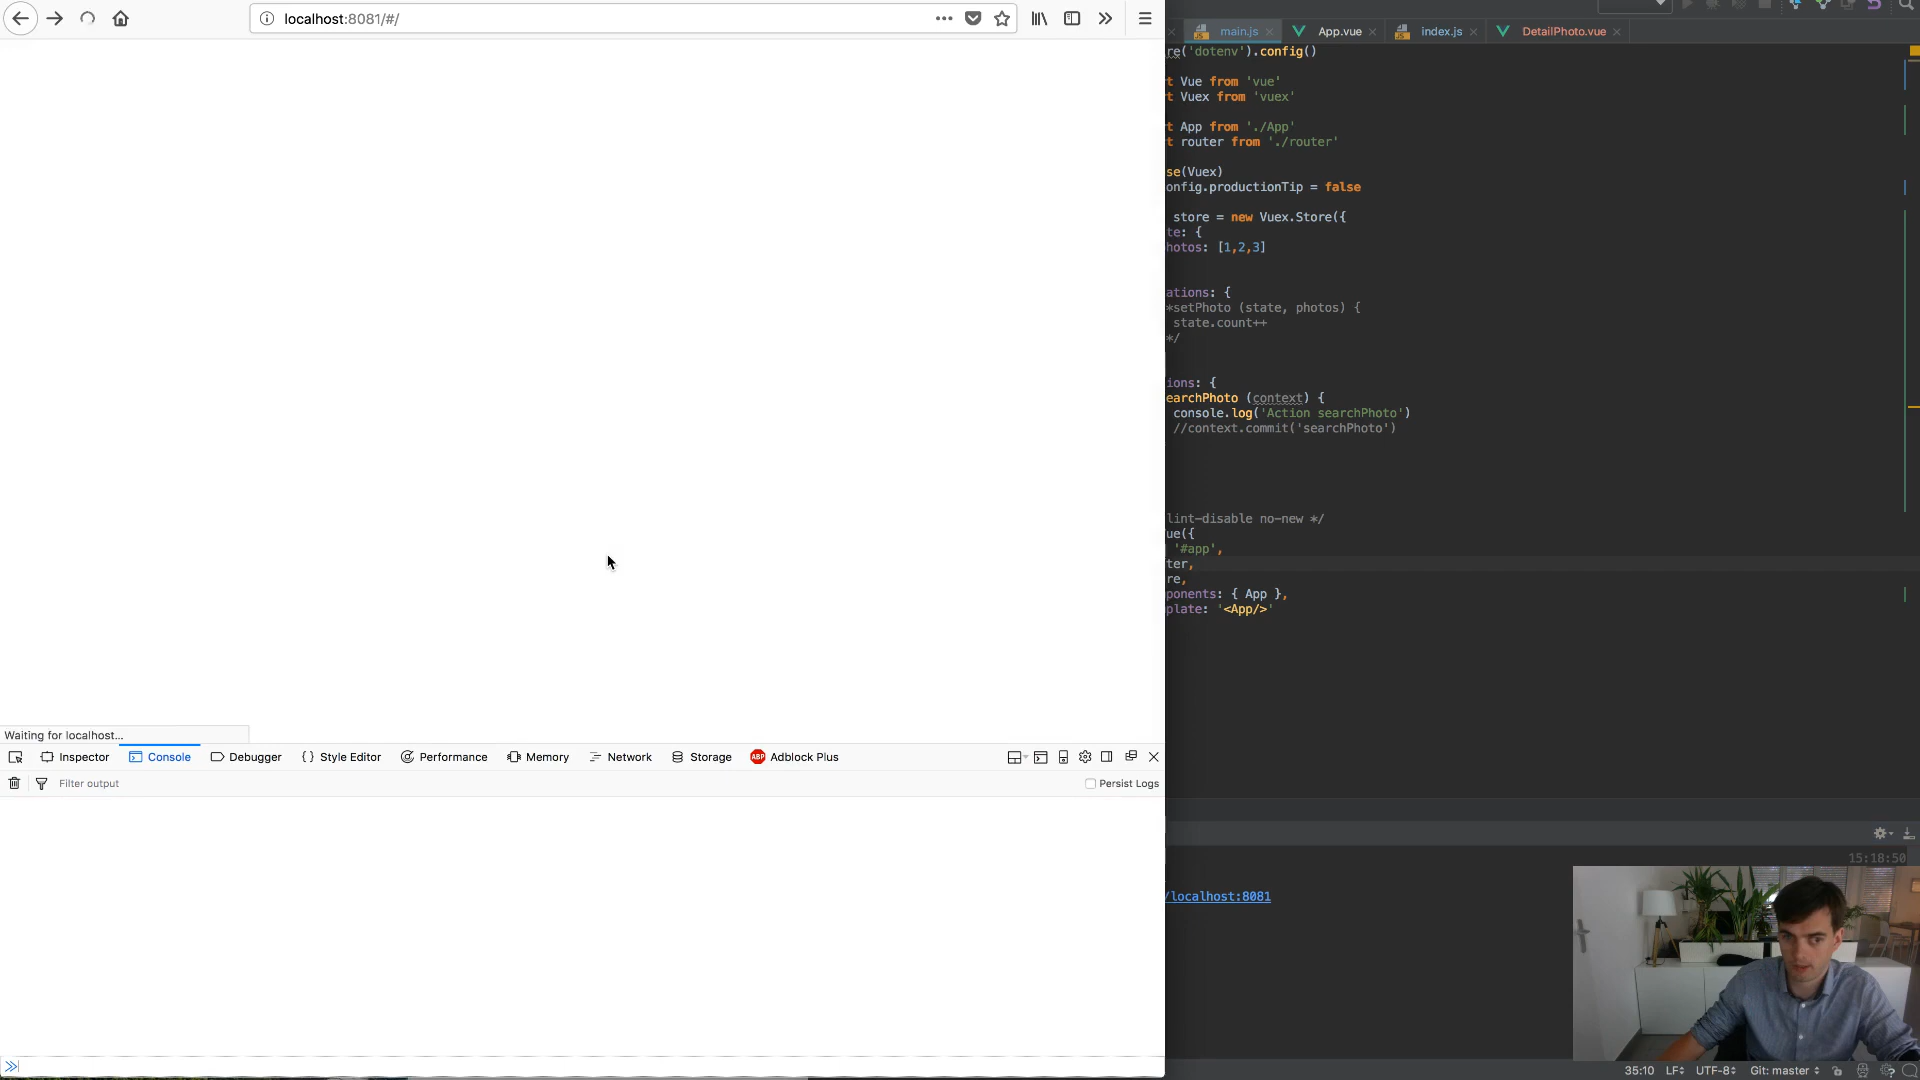 localhost:8081/#/
Waiting for localhost...
Inspector Console Debugger Style Editor Performance Memory Network Storage ABP Adblock Plus
Filter output Persist Logs
main.js App.vue index.js DetailPhoto.vue
re('dotenv').config()
t Vue from 'vue'
t Vuex from 'vuex'
t App from './App'
t router from './router'
se(Vuex)
onfig.productionTip = false
store = new Vuex.Store({
te: {
hotos: [1,2,3]
ations: {
*setPhoto (state, photos) {
state.count++
*/
ions: {
earchPhoto (context) {
console.log('Action searchPhoto')
//context.commit('searchPhoto')
lint-disable no-new */
ue({
'#app',
ter,
re,
ponents: { App },
plate: '<App/>'
15:18:50
/localhost:8081
35:10 LF UTF-8 Git: master